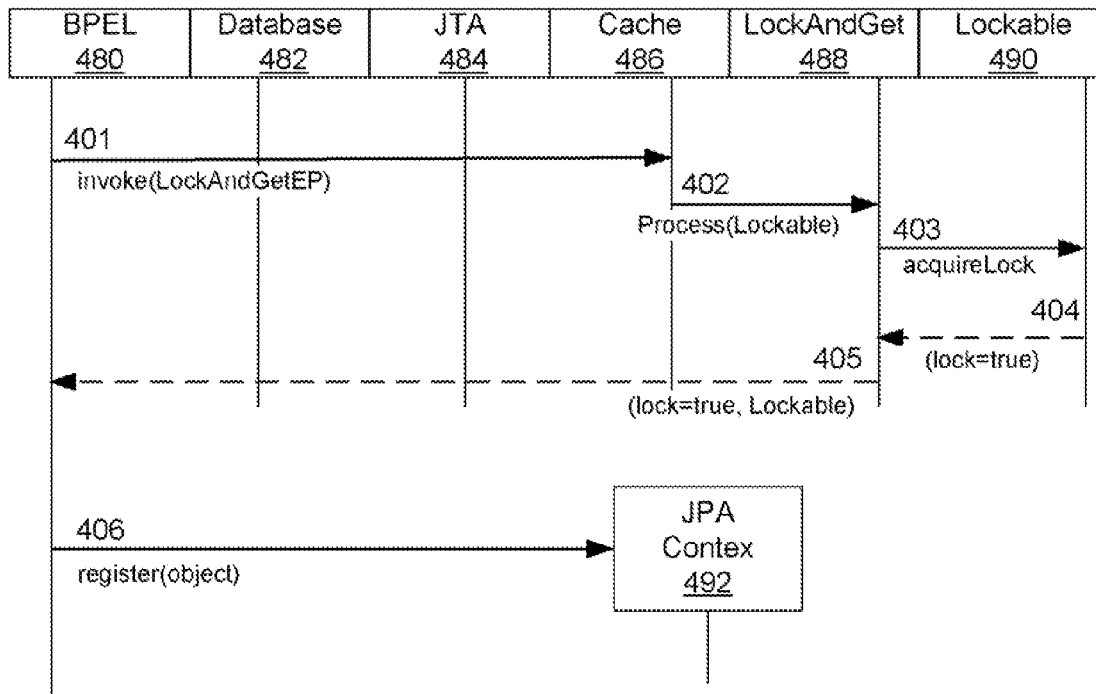 BPEL Database JTA Cache LockAndGet Lockable
480 482 484 486 488 490
401
invoke(LockAndGetEP)
402
Process(Lockable)
403
acquireLock
404
(lock=true)
405
(lock=true, Lockable)
406
register(object)
JPA
Contex
492